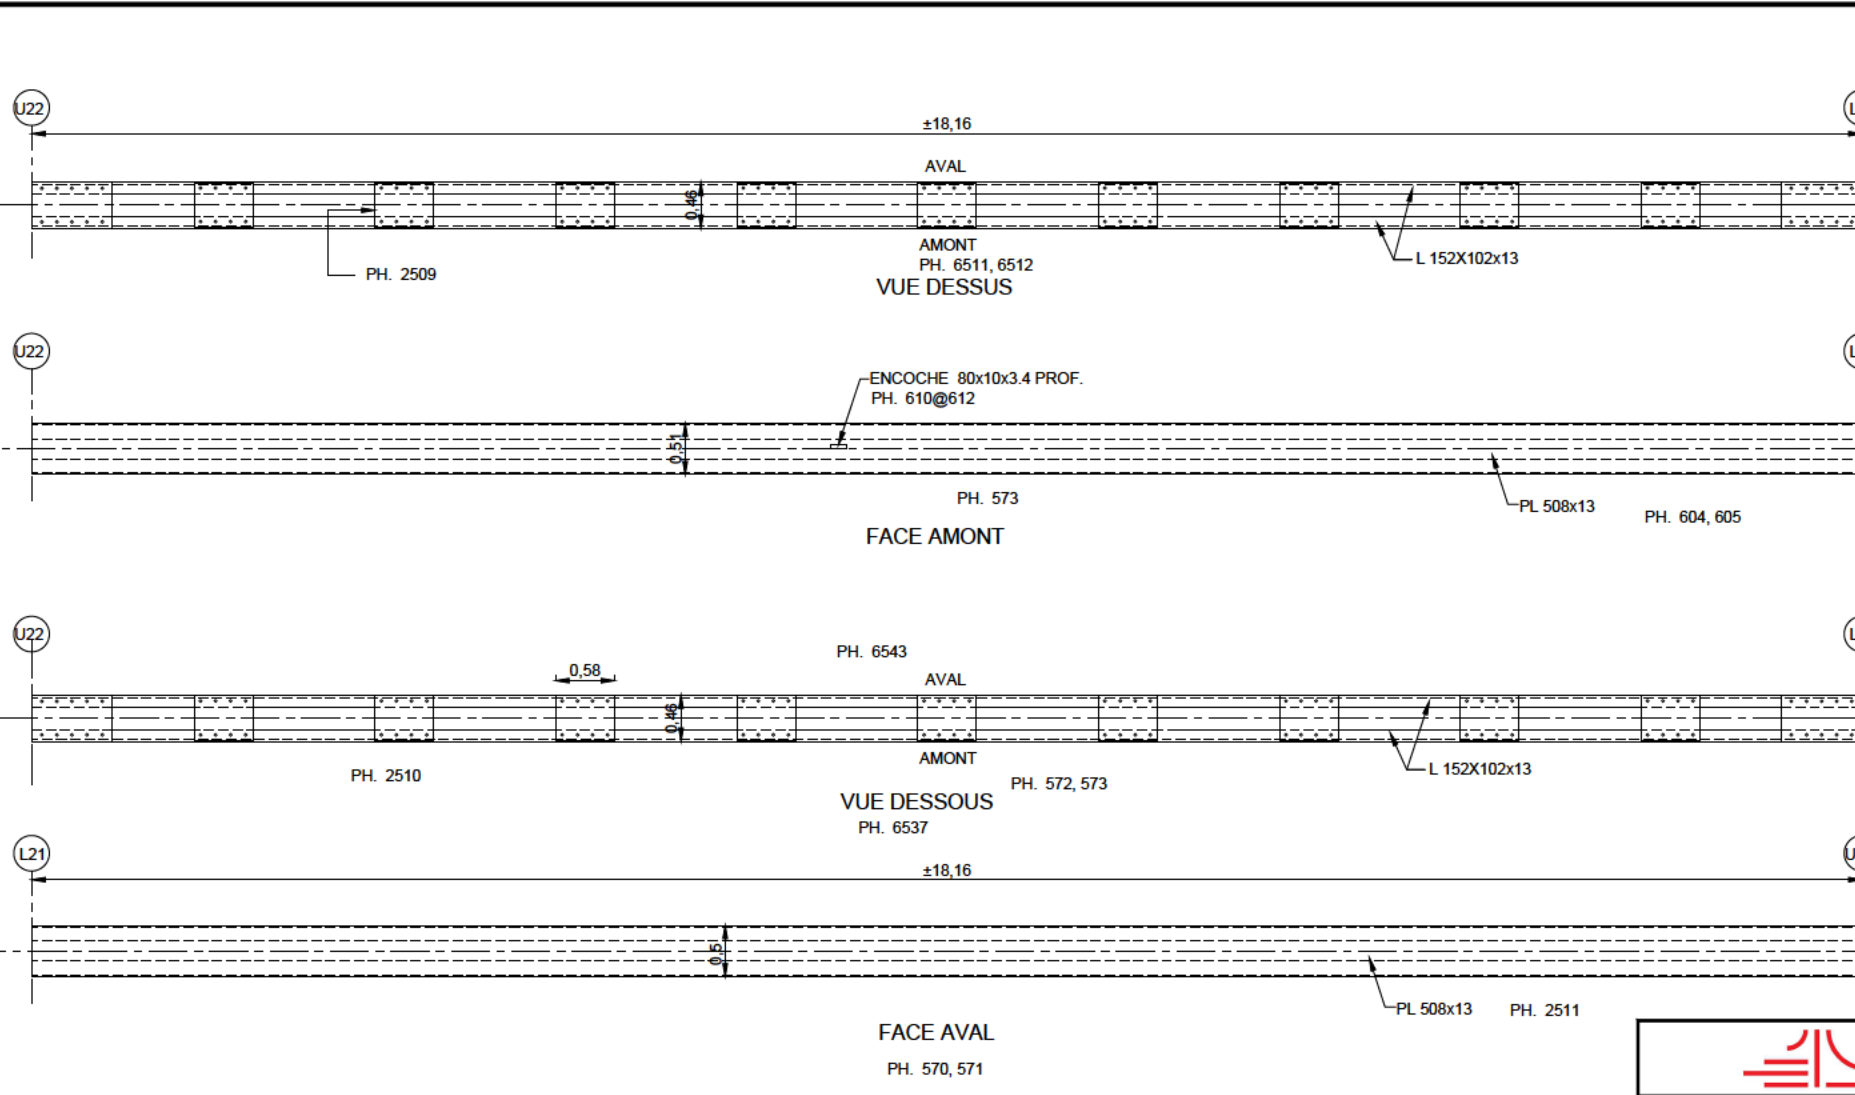 U22
L
±18,16
AVAL
0,46
AMONT
PH. 6511, 6512
VUE DESSUS
PH. 2509
L 152X102x13
U22
L
ENCOCHE 80x10x3.4 PROF.
PH. 610@612
0,51
PH. 573
FACE AMONT
PL 508x13
PH. 604, 605
U22
L
PH. 6543
0,58
AVAL
0,46
AMONT
PH. 2510
PH. 572, 573
L 152X102x13
VUE DESSOUS
PH. 6537
L21
U
±18,16
0,5
PL 508x13
PH. 2511
FACE AVAL
PH. 570, 571